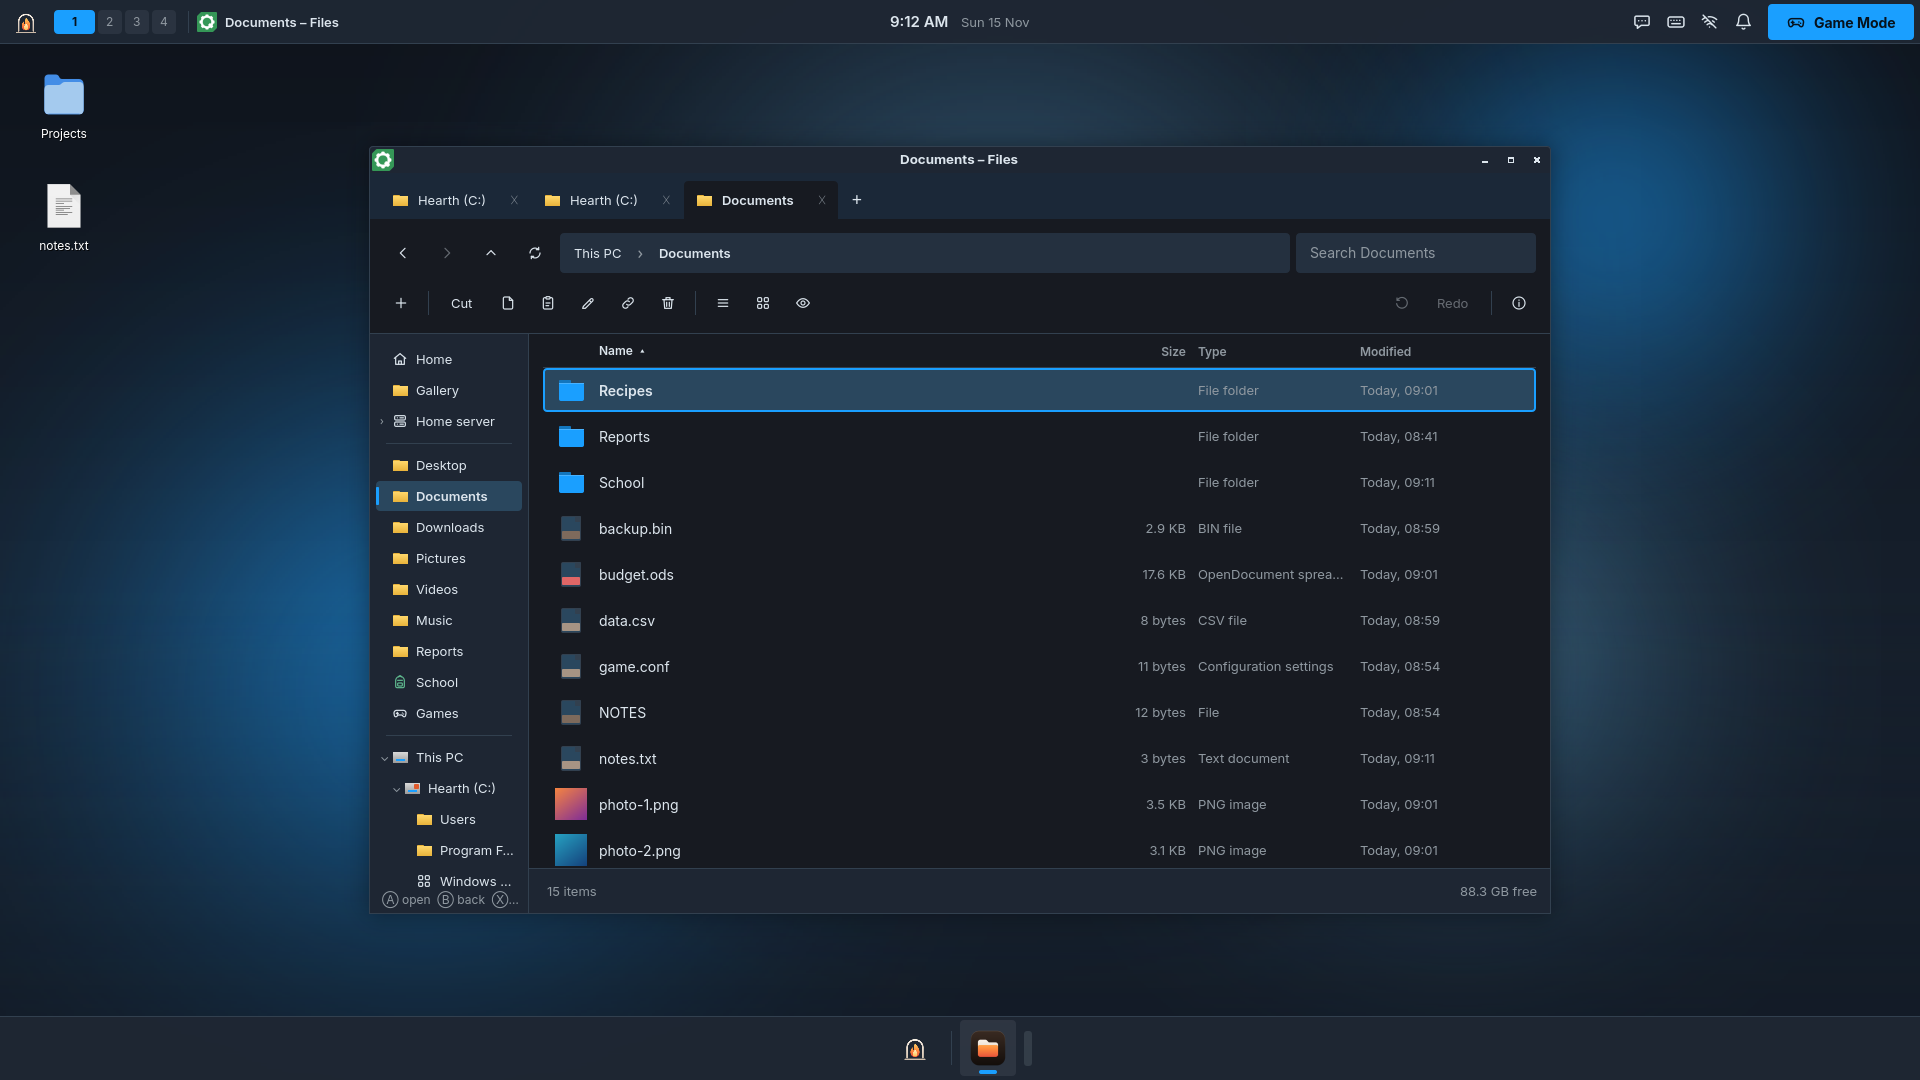 1 2 3 4 Documents – Files 9:12 AM Sun 15 Nov Game Mode
Projects
notes.txt
Documents – Files
Hearth (C:) X Hearth (C:) X Documents X +
This PC › Documents Search Documents
Cut Redo
Home
Gallery
Home server
Desktop
Documents
Downloads
Pictures
Videos
Music
Reports
School
Games
This PC
Hearth (C:)
Users
Program F...
Windows ...
A open B back X...
Name Size Type Modified
Recipes File folder Today, 09:01
Reports File folder Today, 08:41
School File folder Today, 09:11
backup.bin 2.9 KB BIN file Today, 08:59
budget.ods 17.6 KB OpenDocument sprea... Today, 09:01
data.csv 8 bytes CSV file Today, 08:59
game.conf 11 bytes Configuration settings Today, 08:54
NOTES 12 bytes File Today, 08:54
notes.txt 3 bytes Text document Today, 09:11
photo-1.png 3.5 KB PNG image Today, 09:01
photo-2.png 3.1 KB PNG image Today, 09:01
15 items 88.3 GB free